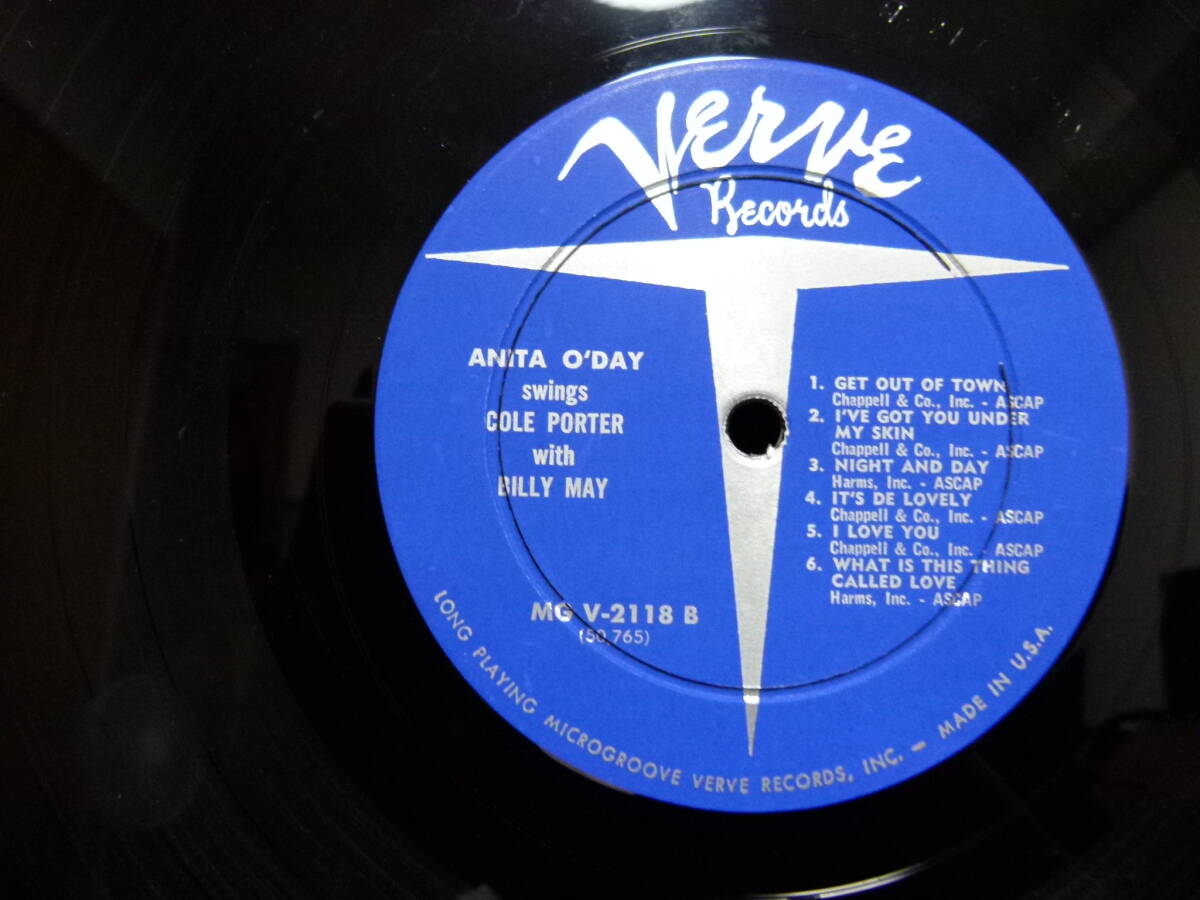 Verve
Records
ANITA O'DAY
swings
COLE PORTER
with
BILLY MAY
MG V-2118 B
(50,765)
1. GET OUT OF TOWN
Chappell & Co., Inc. - ASCAP
2. I'VE GOT YOU UNDER
MY SKIN
Chappell & Co., Inc. - ASCAP
3. NIGHT AND DAY
Harms, Inc. - ASCAP
4. IT'S DE LOVELY
Chappell & Co., Inc. - ASCAP
5. I LOVE YOU
Chappell & Co., Inc. - ASCAP
6. WHAT IS THIS THING
CALLED LOVE
Harms, Inc. - ASCAP
LONG PLAYING MICROGROOVE VERVE RECORDS, INC. - MADE IN U.S.A.